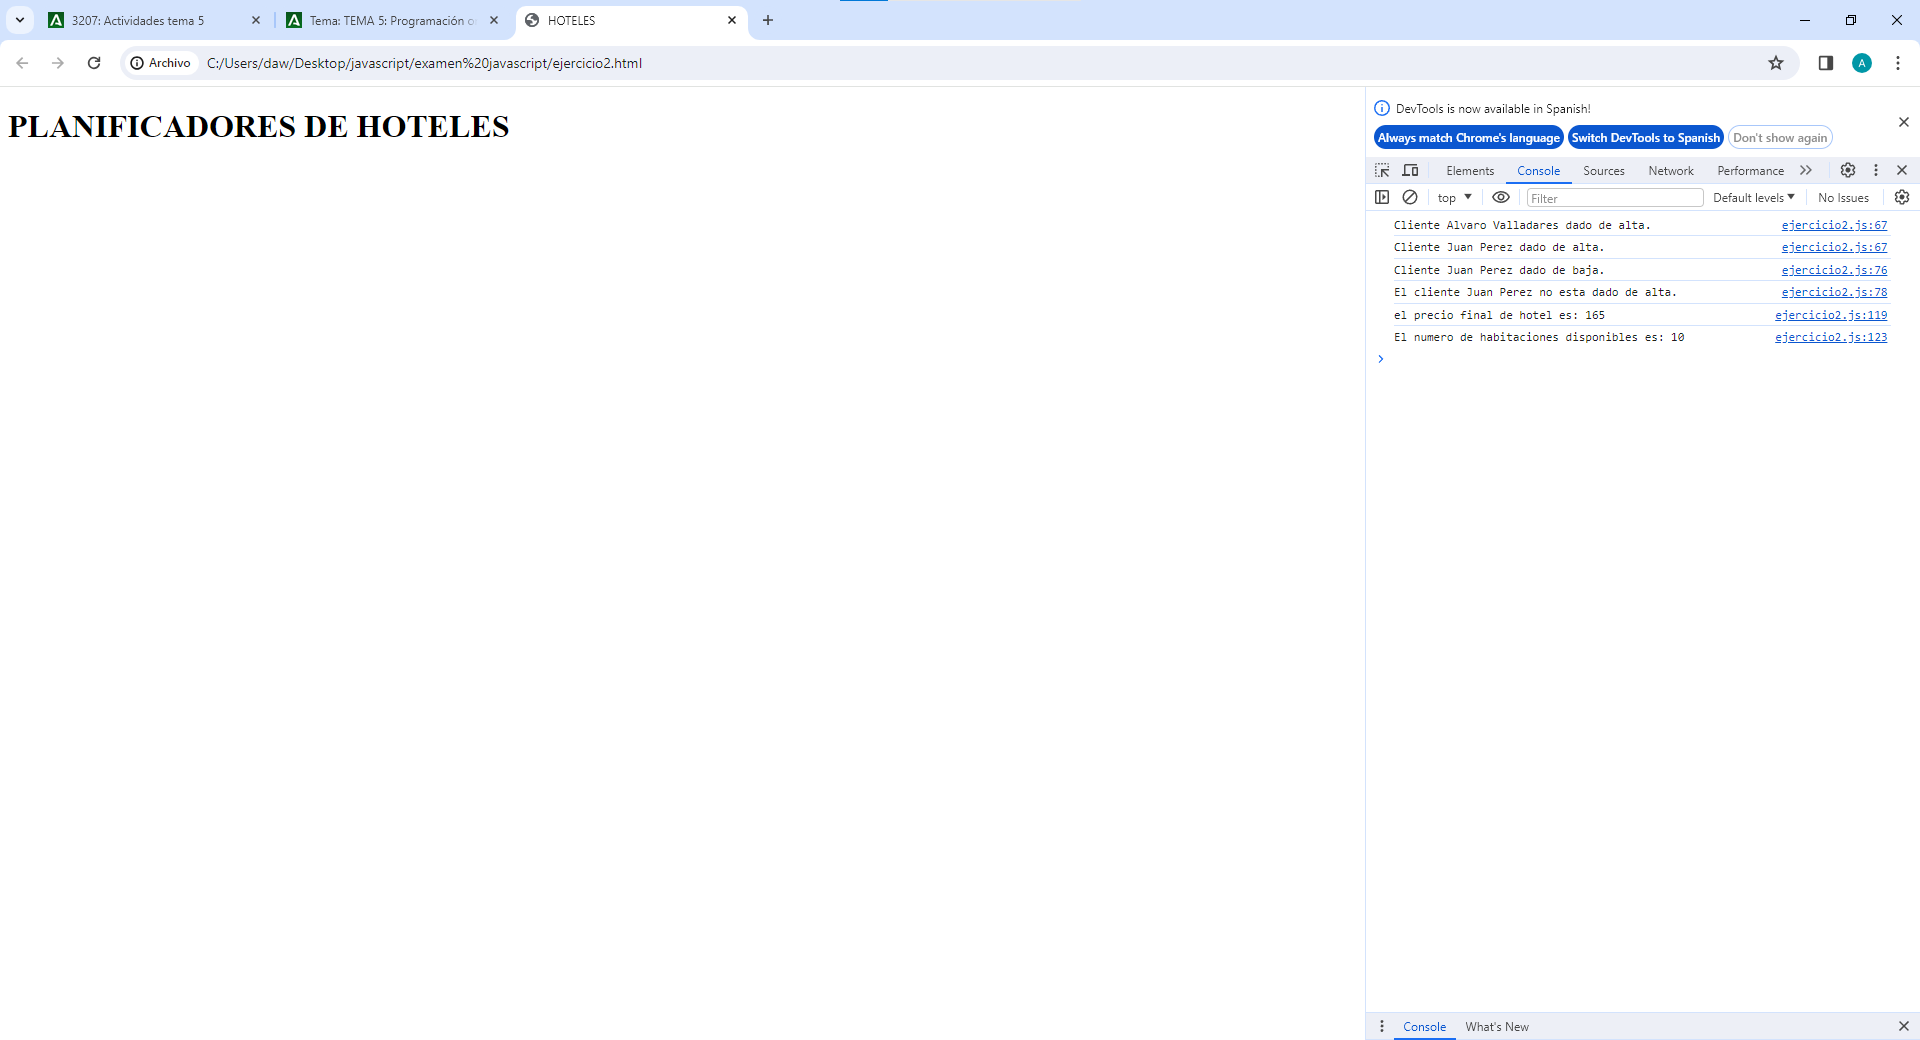 3207: Actividades tema 5
Tema: TEMA 5: Programación o
HOTELES
Archivo
C:/Users/daw/Desktop/javascript/examen%20javascript/ejercicio2.html
A
PLANIFICADORES DE HOTELES
DevTools is now available in Spanish!
Always match Chrome's language
Switch DevTools to Spanish
Don't show again
Elements
Console
Sources
Network
Performance
top
Filter
Default levels
No Issues
Cliente Alvaro Valladares dado de alta. ejercicio2.js:67
Cliente Juan Perez dado de alta. ejercicio2.js:67
Cliente Juan Perez dado de baja. ejercicio2.js:76
El cliente Juan Perez no esta dado de alta. ejercicio2.js:78
el precio final de hotel es: 165 ejercicio2.js:119
El numero de habitaciones disponibles es: 10 ejercicio2.js:123
Console
What's New